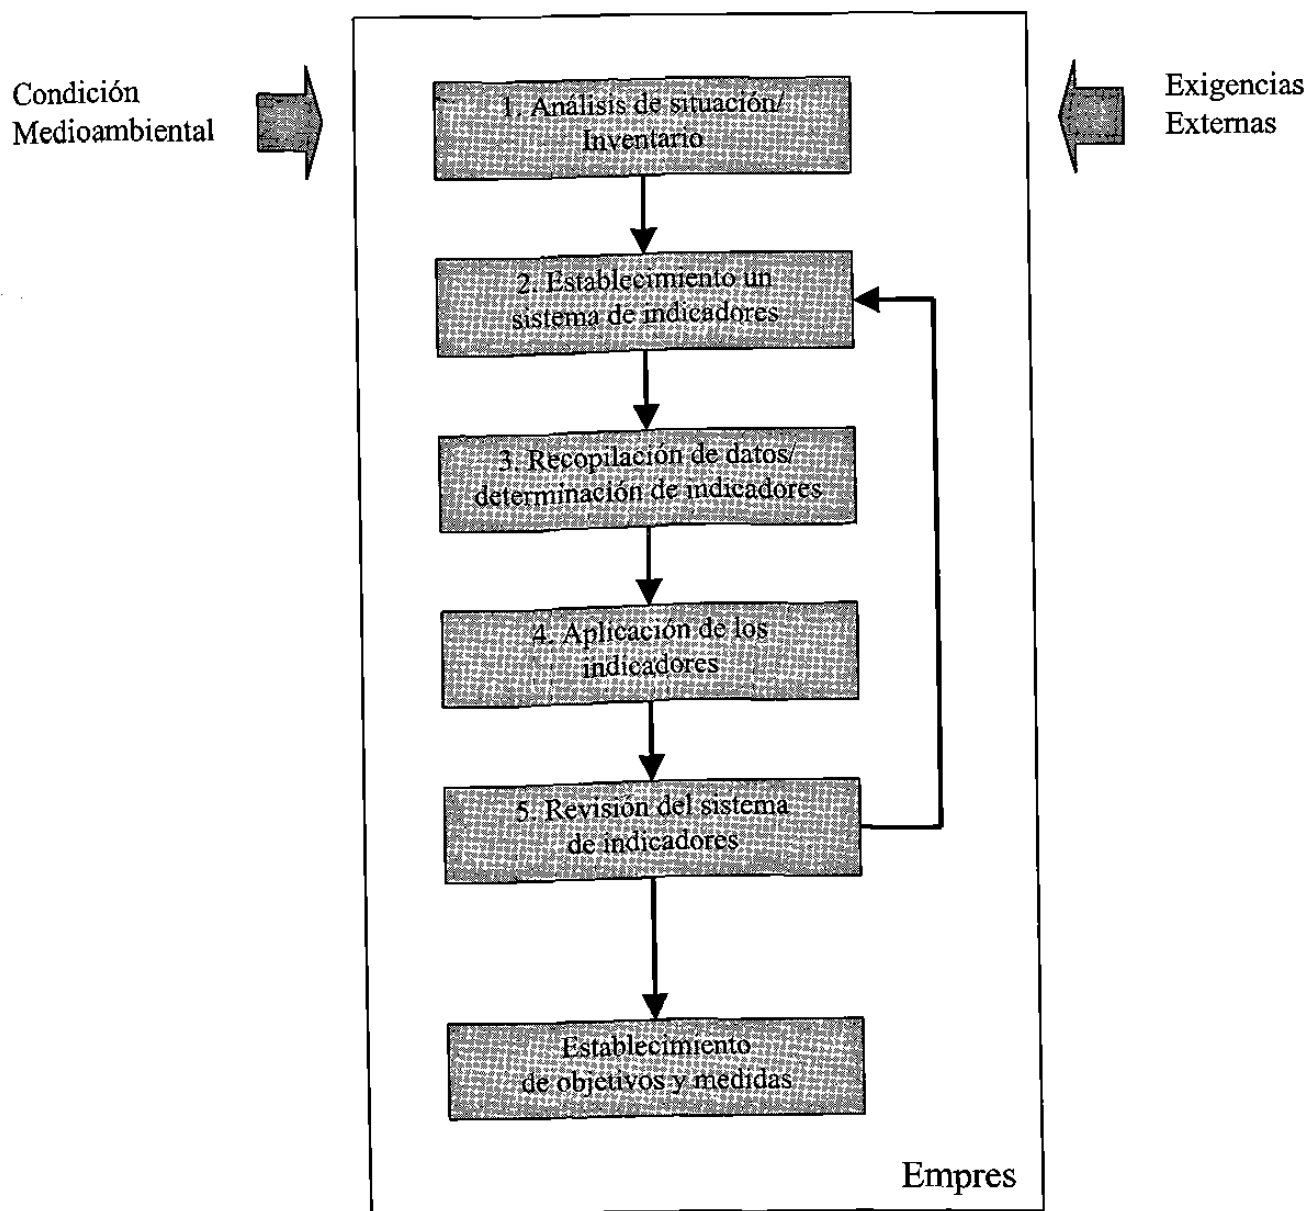 Condición
Medioambiental
Exigencias
Externas
1. Análisis de situación/
Inventario
2. Establecimiento un
sistema de indicadores
3. Recopilación de datos/
determinación de indicadores
4. Aplicación de los
indicadores
5. Revisión del sistema
de indicadores
Establecimiento
de objetivos y medidas
Empres